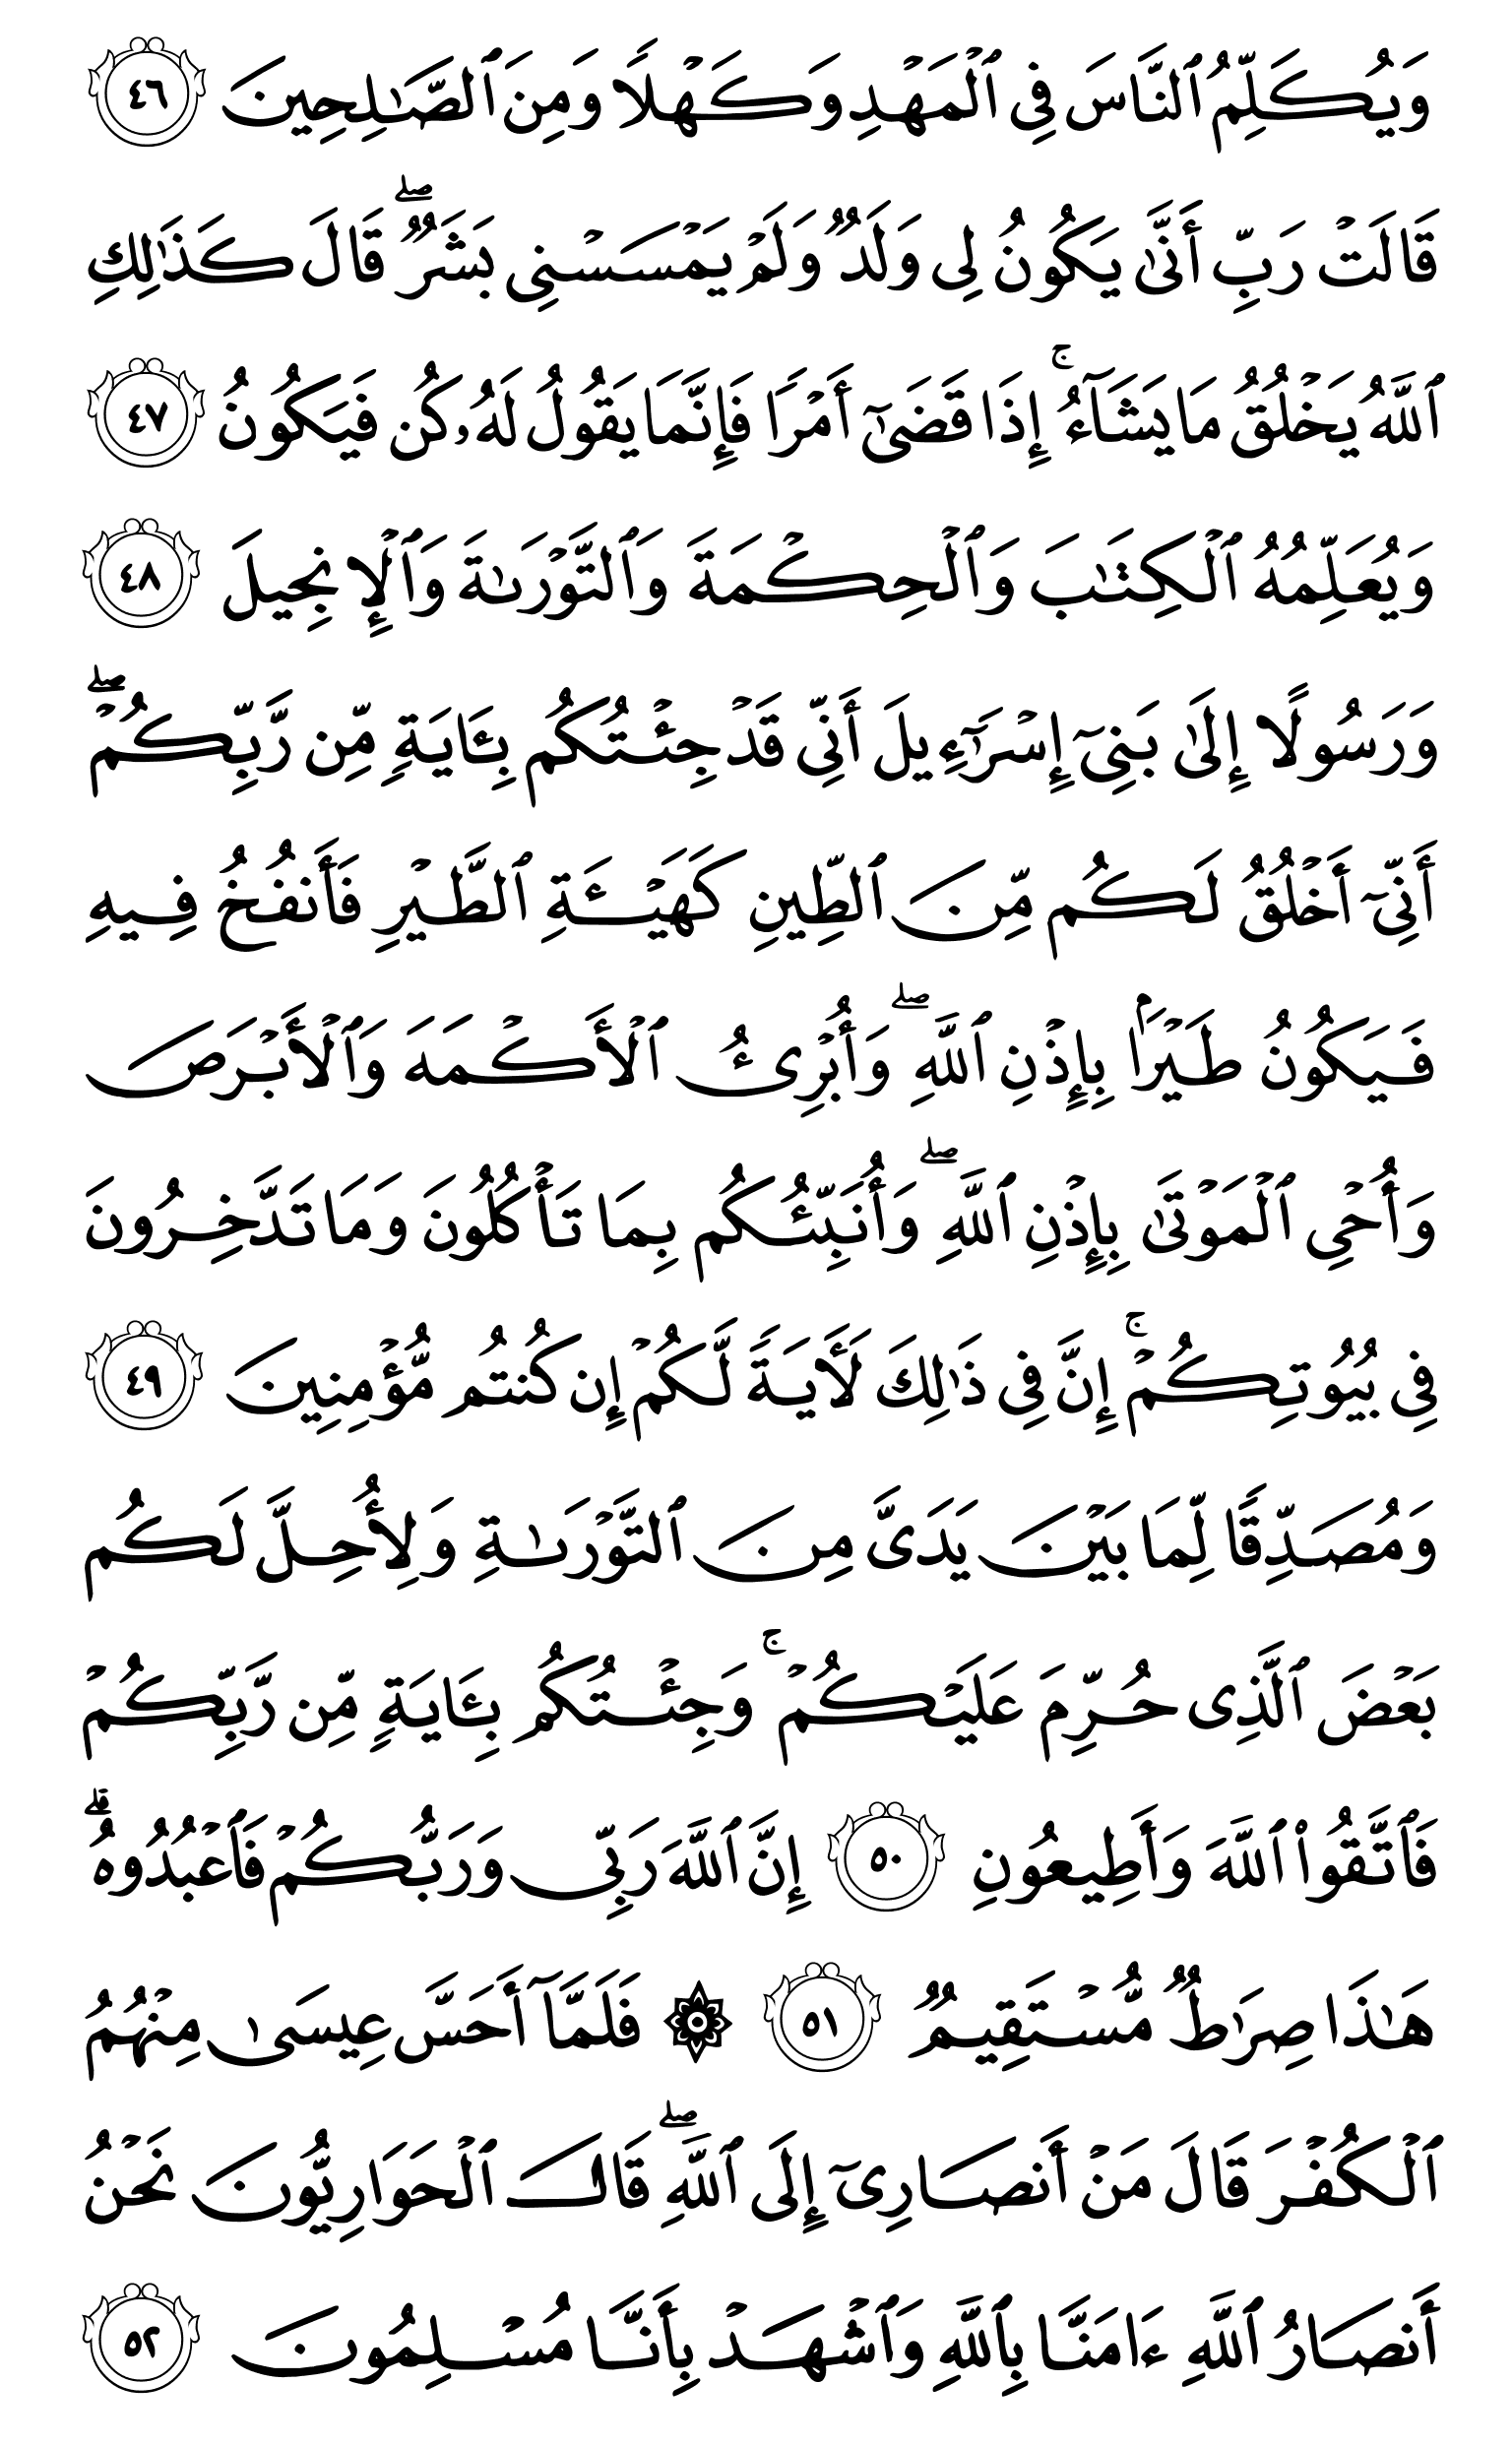 وَيُكَلِّمُ ٱلنَّاسَ فِى ٱلْمَهْدِ وَكَهْلًا وَمِنَ ٱلصَّـٰلِحِينَ ٤٦
قَالَتْ رَبِّ أَنَّىٰ يَكُونُ لِى وَلَدٌ وَلَمْ يَمْسَسْنِى بَشَرٌ ۖ قَالَ كَذَٰلِكِ
ٱللَّهُ يَخْلُقُ مَا يَشَآءُ ۚ إِذَا قَضَىٰٓ أَمْرًا فَإِنَّمَا يَقُولُ لَهُۥ كُن فَيَكُونُ ٤٧
وَيُعَلِّمُهُ ٱلْكِتَـٰبَ وَٱلْحِكْمَةَ وَٱلتَّوْرَىٰةَ وَٱلْإِنجِيلَ ٤٨
وَرَسُولًا إِلَىٰ بَنِىٓ إِسْرَٰٓءِيلَ أَنِّى قَدْ جِئْتُكُم بِـَٔايَةٍ مِّن رَّبِّكُمْ ۖ
أَنِّىٓ أَخْلُقُ لَكُم مِّنَ ٱلطِّينِ كَهَيْـَٔةِ ٱلطَّيْرِ فَأَنفُخُ فِيهِ
فَيَكُونُ طَيْرًۢا بِإِذْنِ ٱللَّهِ ۖ وَأُبْرِئُ ٱلْأَكْمَهَ وَٱلْأَبْرَصَ
وَأُحْىِ ٱلْمَوْتَىٰ بِإِذْنِ ٱللَّهِ ۖ وَأُنَبِّئُكُم بِمَا تَأْكُلُونَ وَمَا تَدَّخِرُونَ
فِى بُيُوتِكُمْ ۚ إِنَّ فِى ذَٰلِكَ لَـَٔايَةً لَّكُمْ إِن كُنتُم مُّؤْمِنِينَ ٤٩
وَمُصَدِّقًا لِّمَا بَيْنَ يَدَىَّ مِنَ ٱلتَّوْرَىٰةِ وَلِأُحِلَّ لَكُم
بَعْضَ ٱلَّذِى حُرِّمَ عَلَيْكُمْ ۚ وَجِئْتُكُم بِـَٔايَةٍ مِّن رَّبِّكُمْ
فَٱتَّقُوا۟ ٱللَّهَ وَأَطِيعُونِ ٥٠ إِنَّ ٱللَّهَ رَبِّى وَرَبُّكُمْ فَٱعْبُدُوهُ ۗ
هَـٰذَا صِرَٰطٌ مُّسْتَقِيمٌ ٥١ ۞ فَلَمَّآ أَحَسَّ عِيسَىٰ مِنْهُمُ
ٱلْكُفْرَ قَالَ مَنْ أَنصَارِىٓ إِلَى ٱللَّهِ ۖ قَالَ ٱلْحَوَارِيُّونَ نَحْنُ
أَنصَارُ ٱللَّهِ ءَامَنَّا بِٱللَّهِ وَٱشْهَدْ بِأَنَّا مُسْلِمُونَ ٥٢